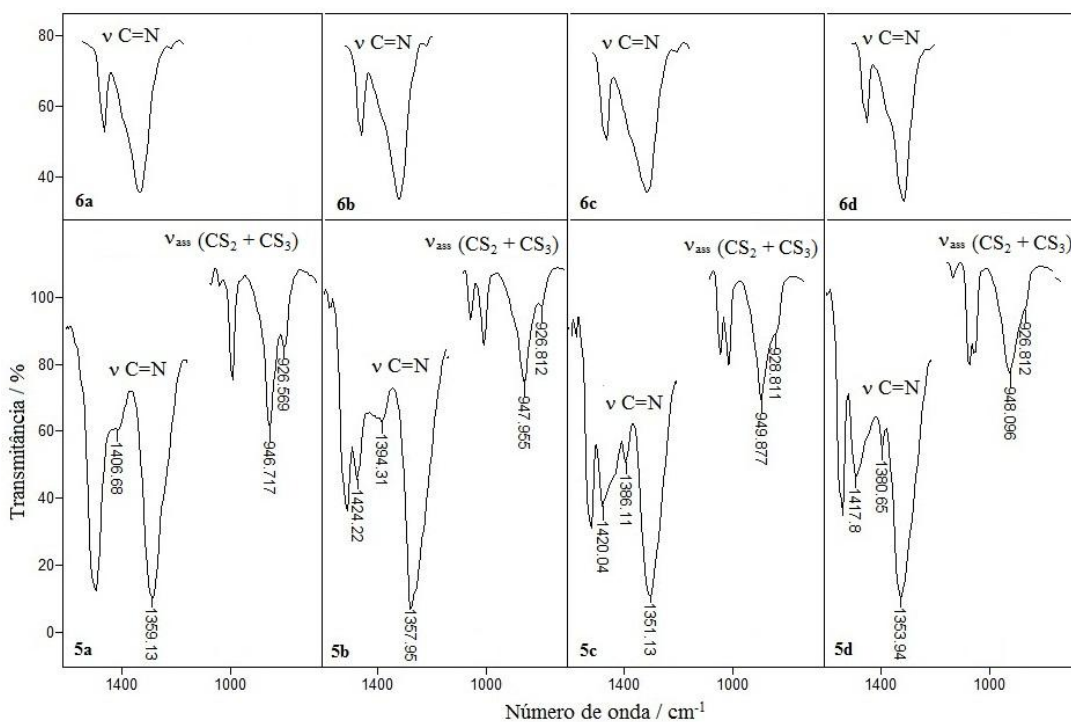 80
60
40
ν C=N
6a
ν C=N
6b
ν C=N
6c
ν C=N
6d
Transmitância / %
100
80
60
40
20
0
νass (CS2 + CS3)
ν C=N
1406.68
1359.13
926.569
946.717
5a
νass (CS2 + CS3)
ν C=N
1424.22
1394.31
1357.95
947.955
926.812
5b
νass (CS2 + CS3)
ν C=N
1420.04
1386.11
1351.13
949.877
928.811
5c
νass (CS2 + CS3)
ν C=N
1417.8
1380.65
1353.94
948.096
926.812
5d
1400 1000 1400 1000 1400 1000 1400 1000
Número de onda / cm-1